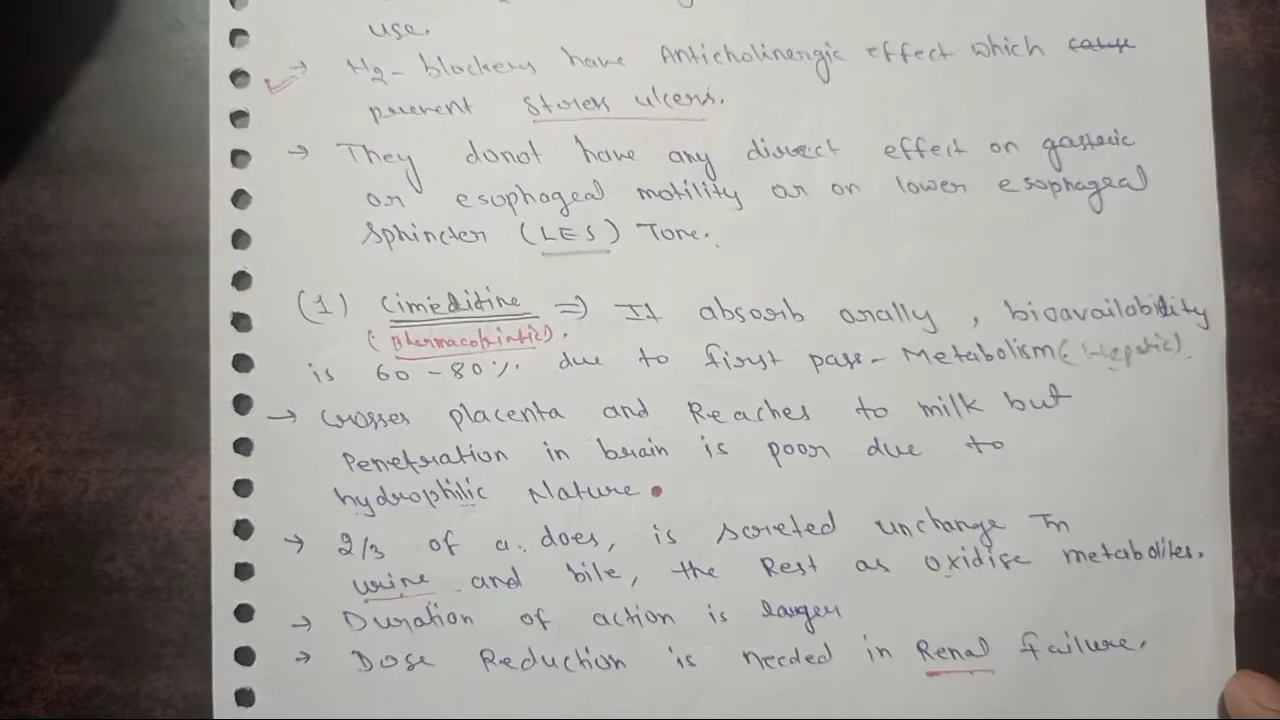 use.
→ H2-blockers have Anticholinergic effect which cause
prevent stress ulcers.
→ They donot have any direct effect on gasteric
or esophageal motility or on lower esophageal
sphincter (LES) Tone.
(1) Cimeditine ⇒ It absorb orally, bioavailability
(Pharmacokintic).
is 60-80% due to first pass-Metabolism (Hepatic).
→ Crosses placenta and Reaches to milk but
Penetration in brain is poor due to
hydrophilic Nature.
→ 2/3 of a. does, is screted unchange In
urine and bile, the Rest as oxidise metabolites.
→ Duration of action is larger
→ Dose Reduction is needed in Renal failure.